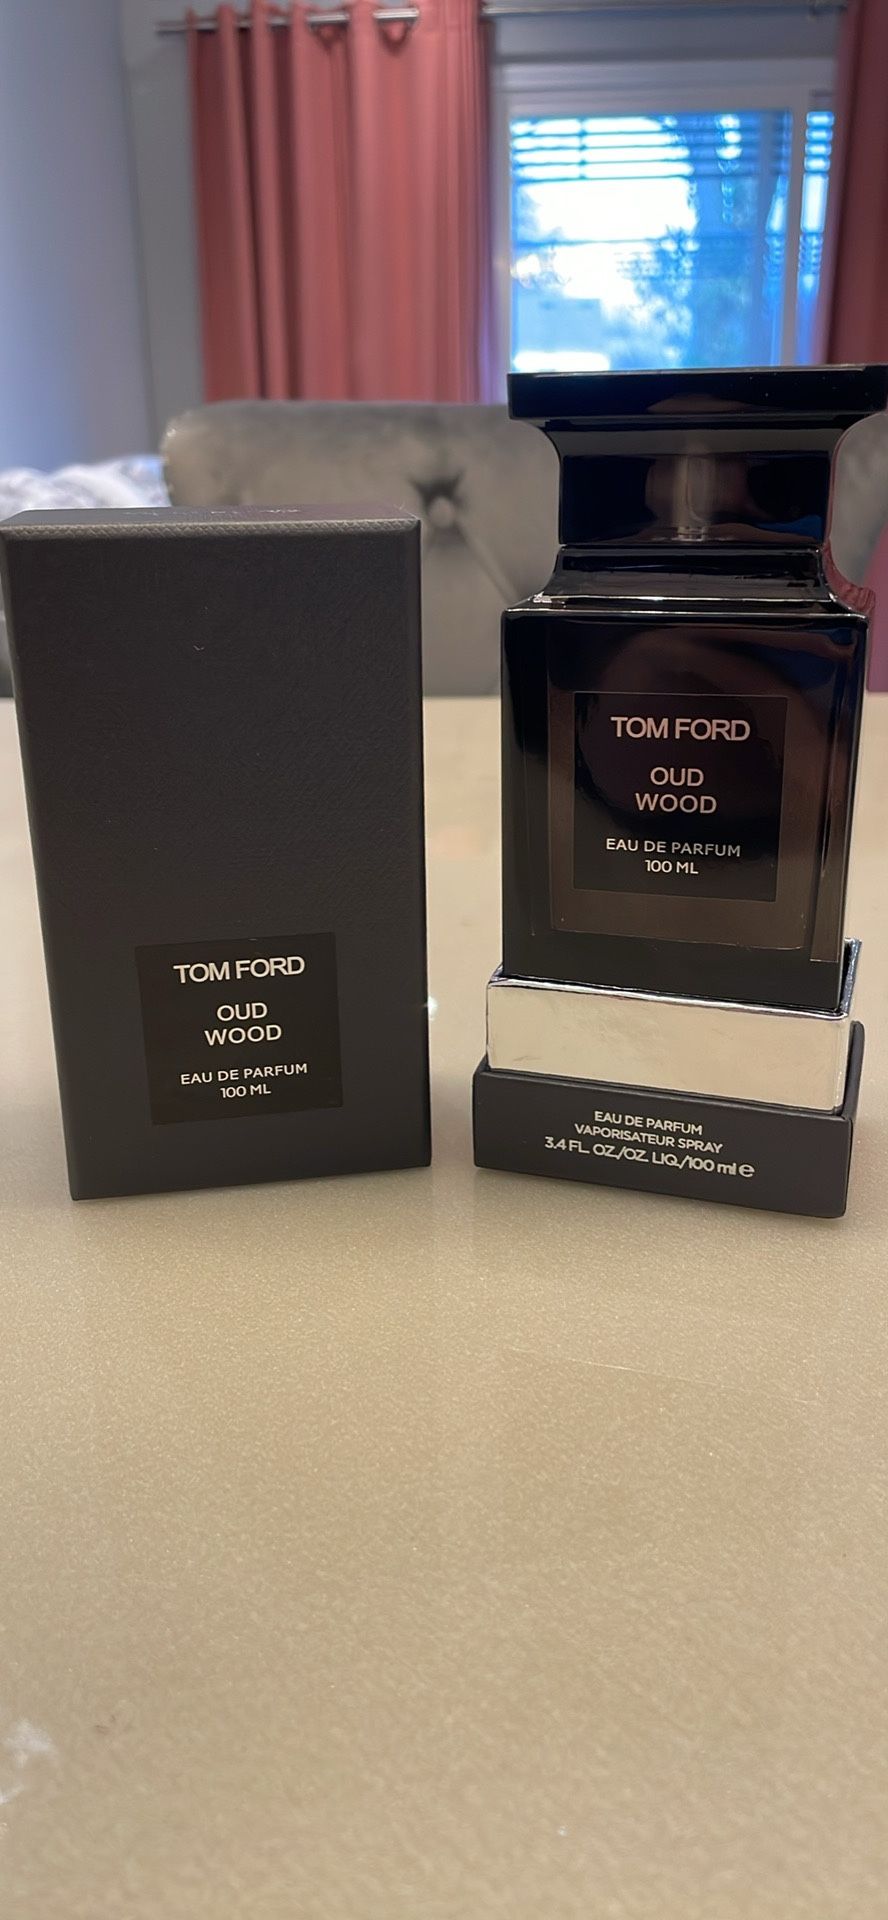 TOM FORD
OUD
WOOD
EAU DE PARFUM
100 ML
TOM FORD
OUD
WOOD
EAU DE PARFUM
100 ML
EAU DE PARFUM
VAPORISATEUR SPRAY
3.4 FL. OZ./OZ. LIQ./100 ml e